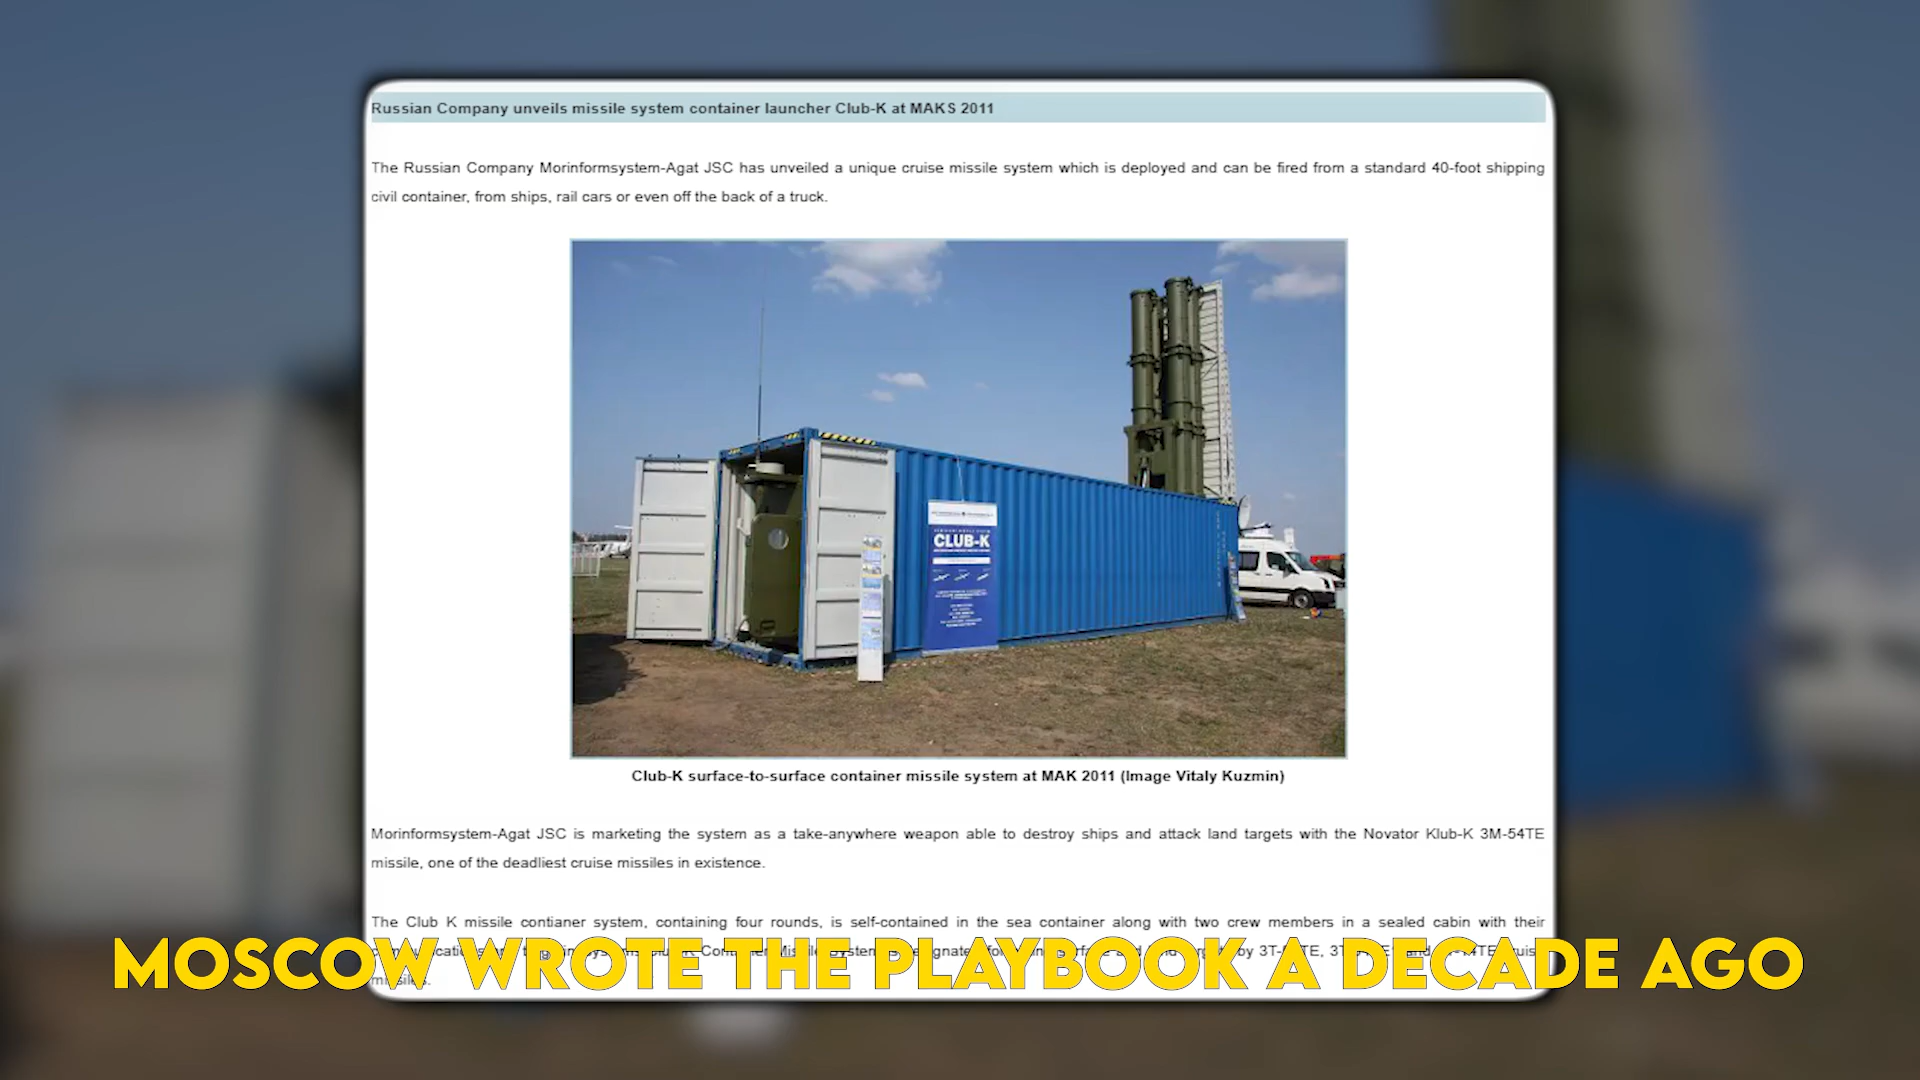 Russian Company unveils missile system container launcher Club-K at MAKS 2011
The Russian Company Morinformsystem-Agat JSC has unveiled a unique cruise missile system which is deployed and can be fired from a standard 40-foot shipping
civil container, from ships, rail cars or even off the back of a truck.
CLUB-K
Club-K surface-to-surface container missile system at MAK 2011 (Image Vitaly Kuzmin)
Morinformsystem-Agat JSC is marketing the system as a take-anywhere weapon able to destroy ships and attack land targets with the Novator Klub-K 3M-54TE
missile, one of the deadliest cruise missiles in existence.
The Club K missile contianer system, containing four rounds, is self-contained in the sea container along with two crew members in a sealed cabin with their
MOSCOW WROTE THE PLAYBOOK A DECADE AGO